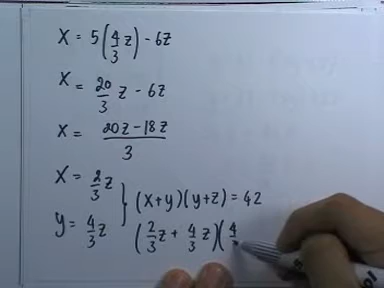 X = 5(4/3 z) - 6z
X = 20/3 z - 6z
X = (20z - 18z)/3
X = 2/3 z
y = 4/3 z } (x+y)(y+z) = 42
(2/3 z + 4/3 z)(4/